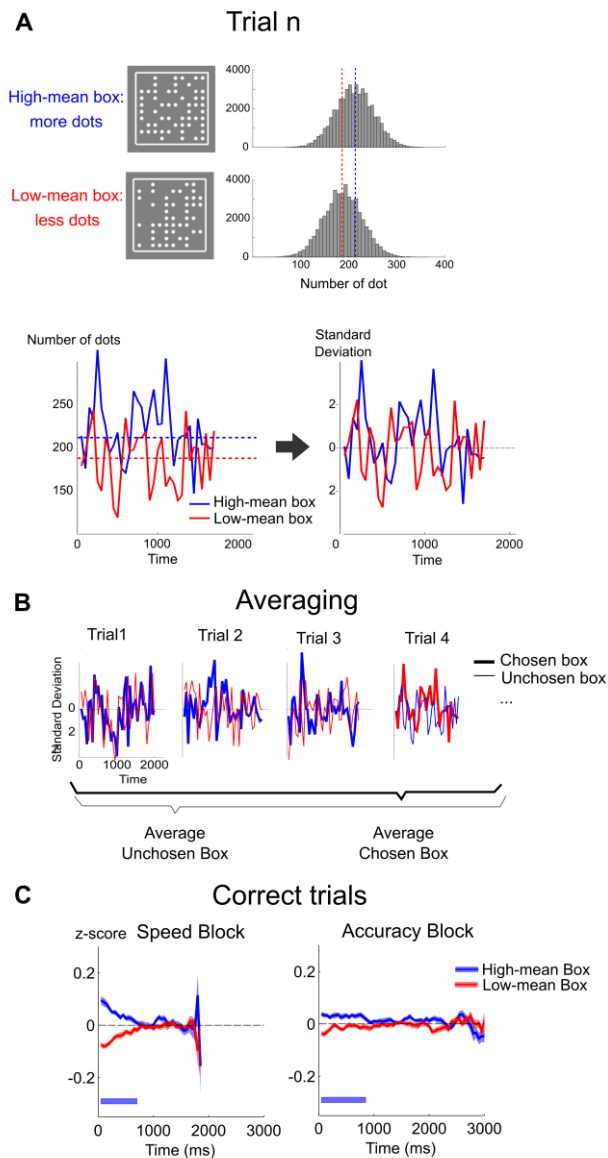 A
Trial n
High-mean box:
more dots
4000
2000
0
Low-mean box:
less dots
4000
2000
0
100 200 300 400
Number of dot
Number of dots
250
200
150
0 1000 2000
Time
High-mean box
Low-mean box
Standard
Deviation
2
0
2
0 1000 2000
Time
B
Averaging
Trial1 Trial 2 Trial 3 Trial 4
Standard Deviation
0
2
0 1000 2000
Time
Chosen box
Unchosen box
...
Average
Unchosen Box
Average
Chosen Box
C
Correct trials
z-score Speed Block
0.2
0
-0.2
0 1000 2000 3000
Time (ms)
Accuracy Block
High-mean Box
Low-mean Box
0.2
0
-0.2
0 1000 2000 3000
Time (ms)